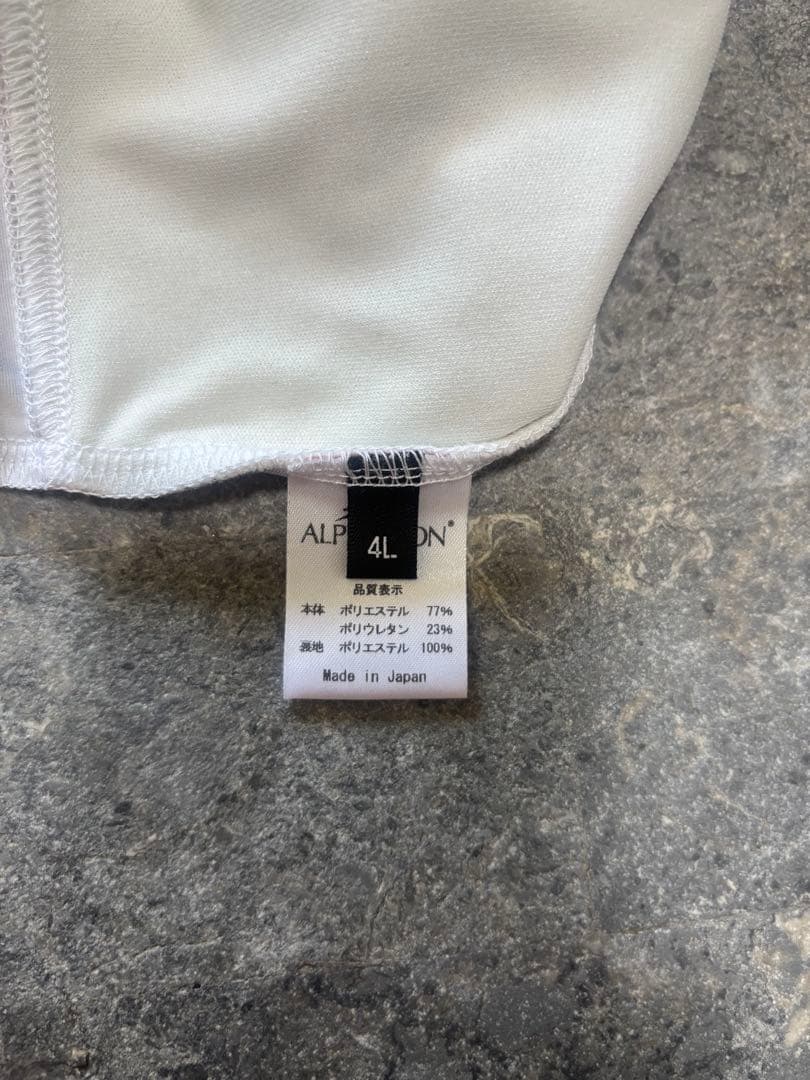 4L
品質表示
本体 ポリエステル 77%
ポリウレタン 23%
裏地 ポリエステル 100%
Made in Japan